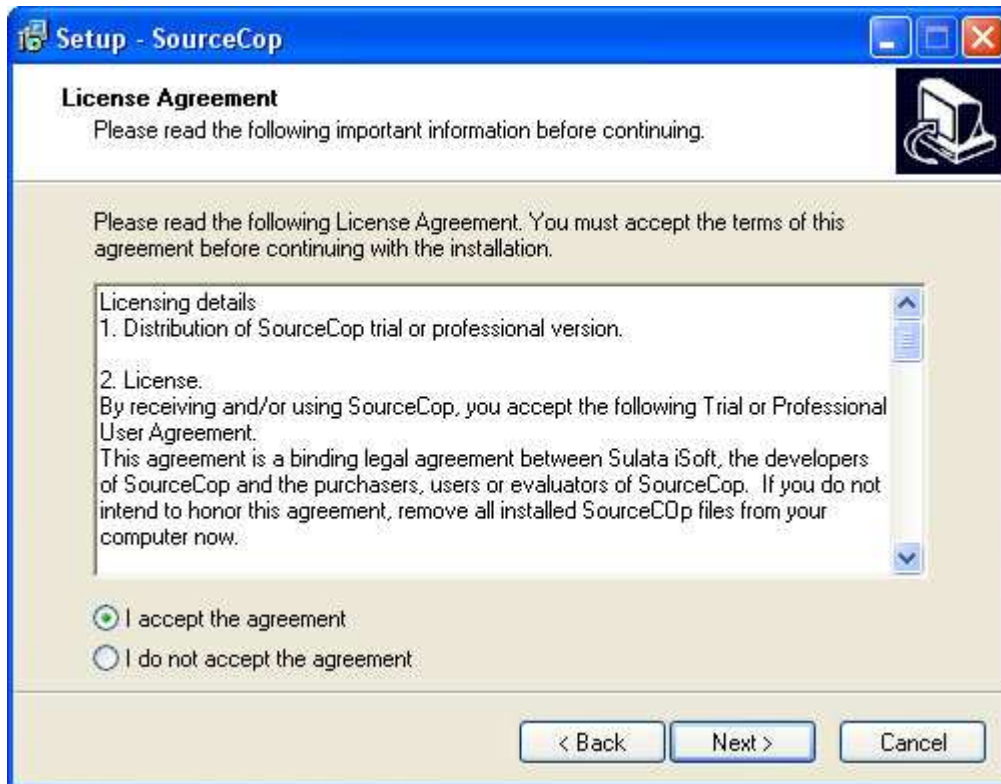 Setup - SourceCop
License Agreement
Please read the following important information before continuing.
Please read the following License Agreement. You must accept the terms of this
agreement before continuing with the installation.
Licensing details
1. Distribution of SourceCop trial or professional version.
2. License.
By receiving and/or using SourceCop, you accept the following Trial or Professional
User Agreement.
This agreement is a binding legal agreement between Sulata iSoft, the developers
of SourceCop and the purchasers, users or evaluators of SourceCop.  If you do not
intend to honor this agreement, remove all installed SourceCOp files from your
computer now.
I accept the agreement
I do not accept the agreement
< Back Next > Cancel